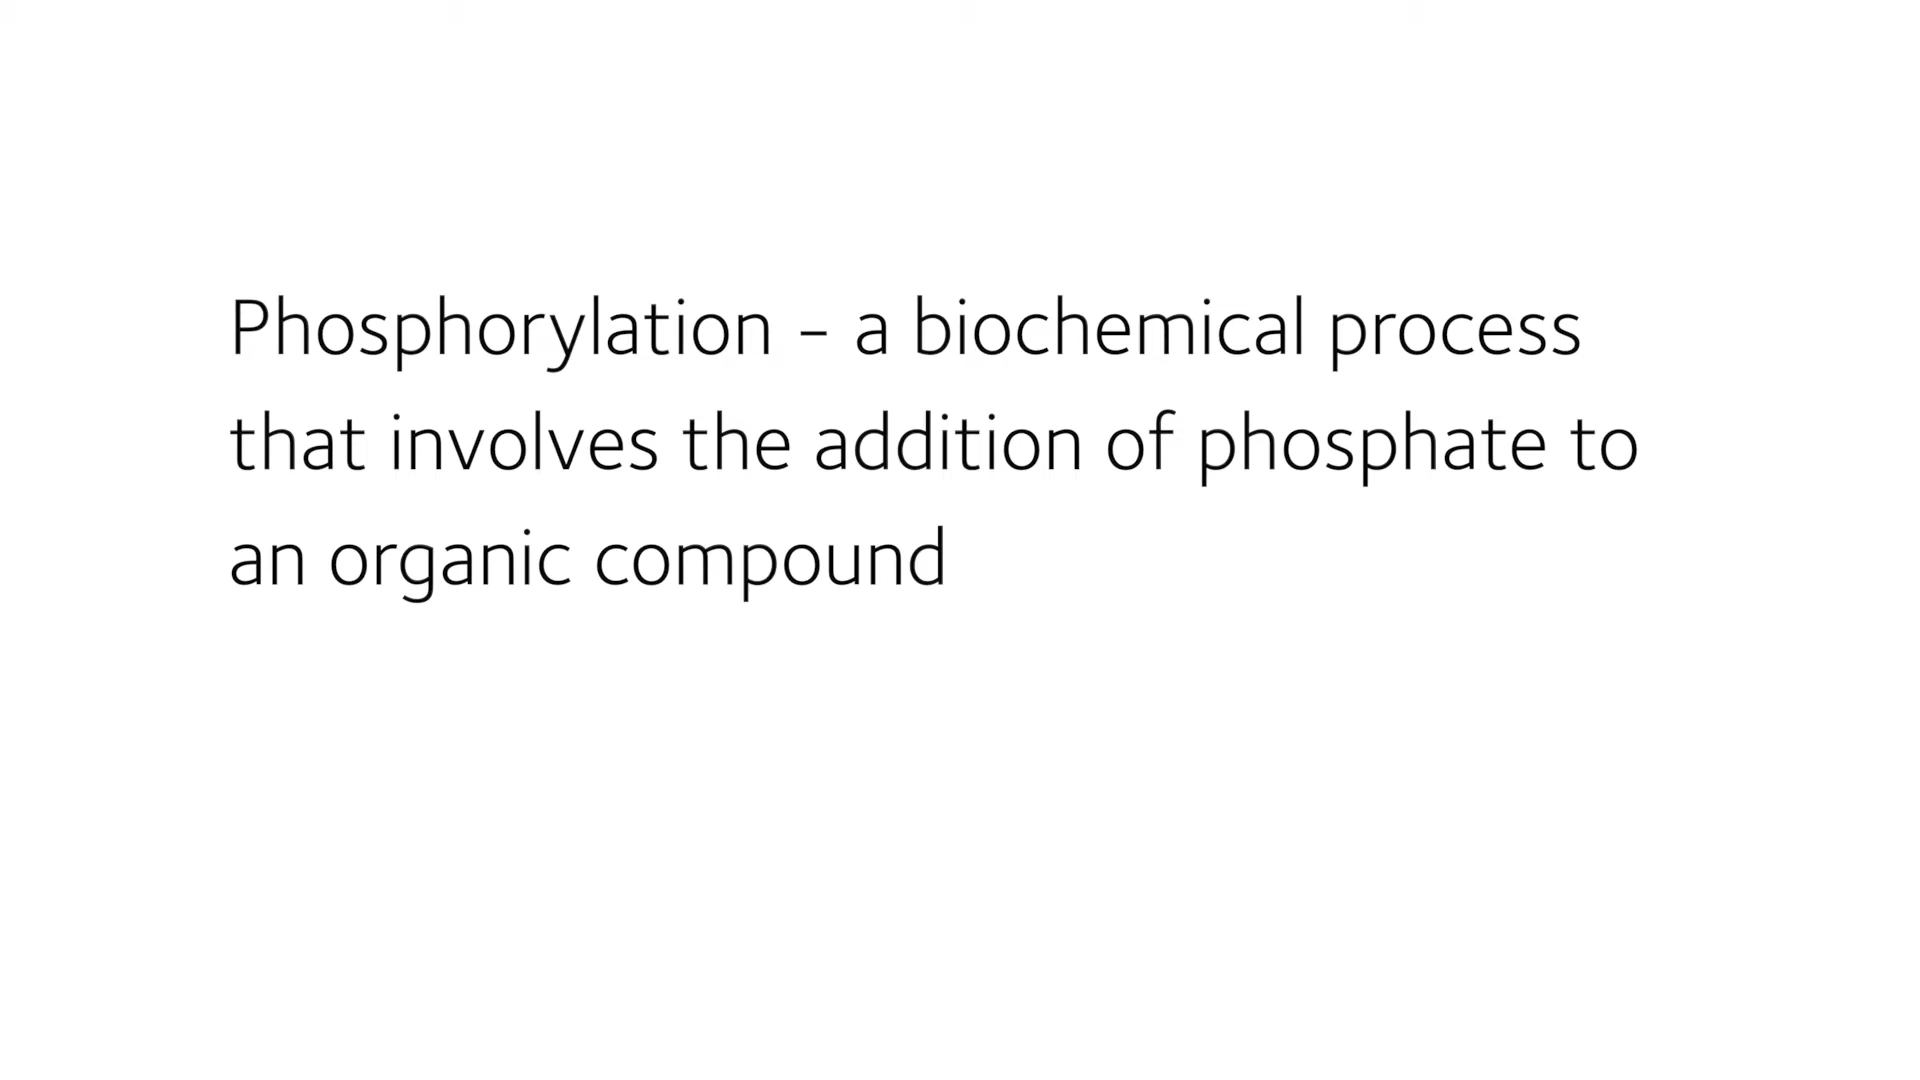 Phosphorylation – a biochemical process
that involves the addition of phosphate to
an organic compound